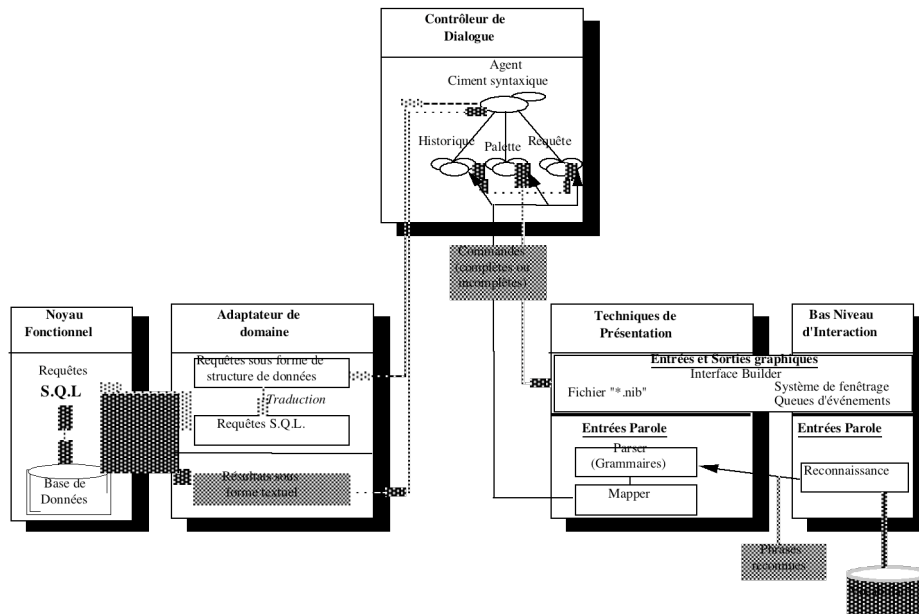 Contrôleur de
Dialogue
Agent
Ciment syntaxique
Historique
Palette
Requête
Commandes
(complètes ou
incomplètes)
Noyau
Fonctionnel
Requêtes
S.Q.L
Base de
Données
Adaptateur de
domaine
Requêtes sous forme de
structure de données
Traduction
Requêtes S.Q.L.
Résultats sous
forme textuel
Techniques de
Présentation
Bas Niveau
d'Interaction
Entrées et Sorties graphiques
Interface Builder
Fichier "*.nib"
Système de fenêtrage
Queues d'événements
Entrées Parole
Parser
(Grammaires)
Mapper
Entrées Parole
Reconnaissance
Phrases
reconnues